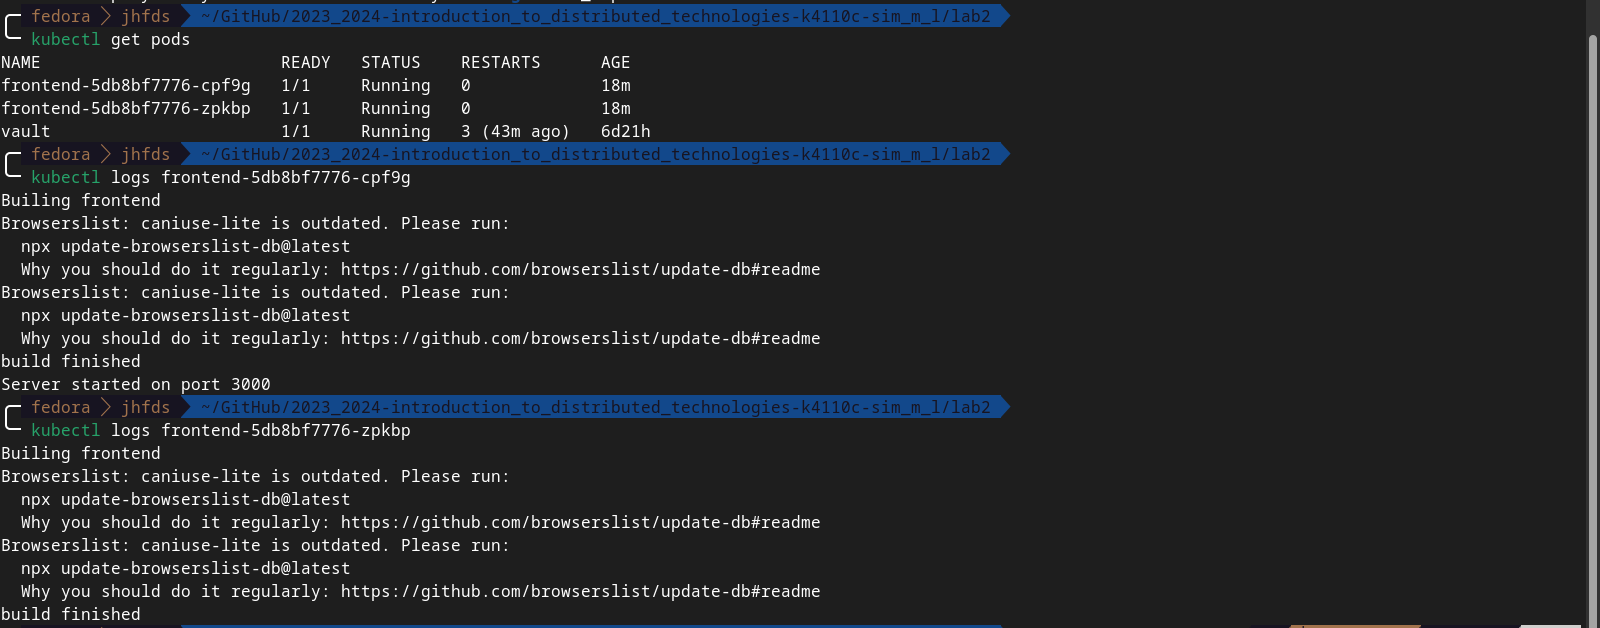 fedora jhfds ~/GitHub/2023_2024-introduction_to_distributed_technologies-k4110c-sim_m_l/lab2
kubectl get pods
NAME READY STATUS RESTARTS AGE
frontend-5db8bf7776-cpf9g 1/1 Running 0 18m
frontend-5db8bf7776-zpkbp 1/1 Running 0 18m
vault 1/1 Running 3 (43m ago) 6d21h
fedora jhfds ~/GitHub/2023_2024-introduction_to_distributed_technologies-k4110c-sim_m_l/lab2
kubectl logs frontend-5db8bf7776-cpf9g
Builing frontend
Browserslist: caniuse-lite is outdated. Please run:
npx update-browserslist-db@latest
Why you should do it regularly: https://github.com/browserslist/update-db#readme
Browserslist: caniuse-lite is outdated. Please run:
npx update-browserslist-db@latest
Why you should do it regularly: https://github.com/browserslist/update-db#readme
build finished
Server started on port 3000
fedora jhfds ~/GitHub/2023_2024-introduction_to_distributed_technologies-k4110c-sim_m_l/lab2
kubectl logs frontend-5db8bf7776-zpkbp
Builing frontend
Browserslist: caniuse-lite is outdated. Please run:
npx update-browserslist-db@latest
Why you should do it regularly: https://github.com/browserslist/update-db#readme
Browserslist: caniuse-lite is outdated. Please run:
npx update-browserslist-db@latest
Why you should do it regularly: https://github.com/browserslist/update-db#readme
build finished